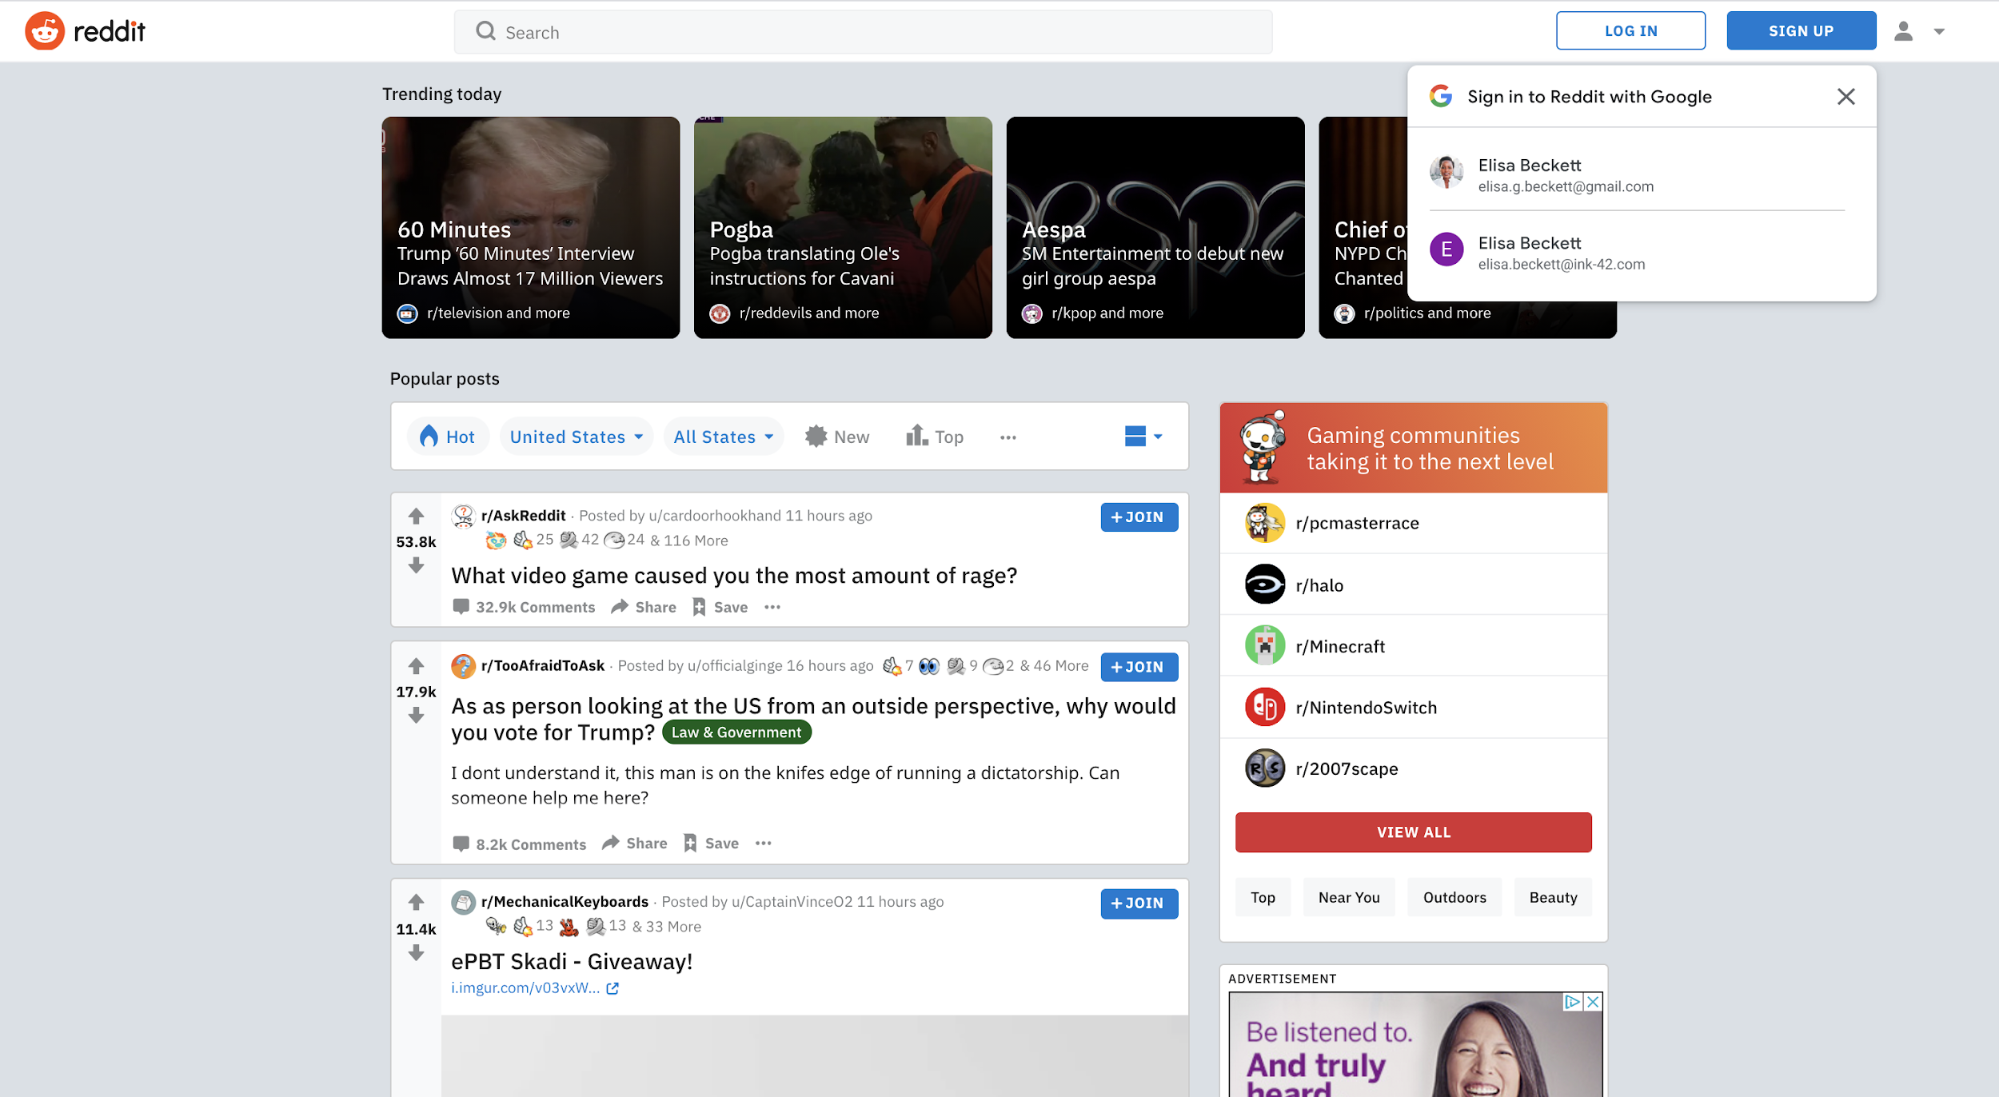 reddit
Search
LOG IN
SIGN UP
Sign in to Reddit with Google
Elisa Beckett
elisa.g.beckett@gmail.com
E
Elisa Beckett
elisa.beckett@ink-42.com
Trending today
60 Minutes
Trump ’60 Minutes’ Interview
Draws Almost 17 Million Viewers
r/television and more
Pogba
Pogba translating Ole's
instructions for Cavani
r/reddevils and more
aespa
Aespa
SM Entertainment to debut new
girl group aespa
r/kpop and more
Chief of
NYPD Ch
Chanted
r/politics and more
Popular posts
Hot
United States
All States
New
Top
r/AskReddit · Posted by u/cardoorhookhand 11 hours ago
+ JOIN
25 42 24 & 116 More
53.8k
What video game caused you the most amount of rage?
32.9k Comments
Share
Save
r/TooAfraidToAsk · Posted by u/officialginge 16 hours ago 7 9 2 & 46 More
+ JOIN
17.9k
As as person looking at the US from an outside perspective, why would
you vote for Trump? Law & Government
I dont understand it, this man is on the knifes edge of running a dictatorship. Can
someone help me here?
8.2k Comments
Share
Save
r/MechanicalKeyboards · Posted by u/CaptainVinceO2 11 hours ago
+ JOIN
13 13 & 33 More
11.4k
ePBT Skadi - Giveaway!
i.imgur.com/v03vxW...
Gaming communities
taking it to the next level
r/pcmasterrace
r/halo
r/Minecraft
r/NintendoSwitch
RS
r/2007scape
VIEW ALL
Top
Near You
Outdoors
Beauty
ADVERTISEMENT
Be listened to.
And truly
heard